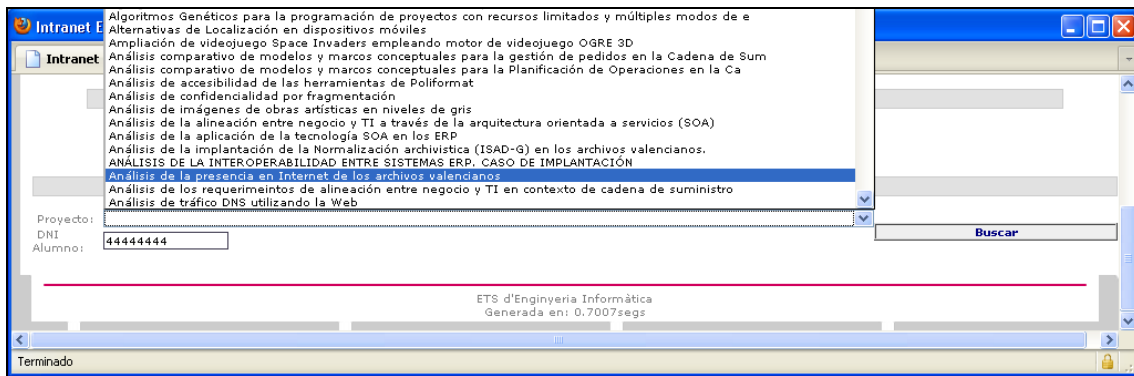 Intranet E
Intranet
Algoritmos Genéticos para la programación de proyectos con recursos limitados y múltiples modos de e
Alternativas de Localización en dispositivos móviles
Ampliación de videojuego Space Invaders empleando motor de videojuego OGRE 3D
Análisis comparativo de modelos y marcos conceptuales para la gestión de pedidos en la Cadena de Sum
Análisis comparativo de modelos y marcos conceptuales para la Planificación de Operaciones en la Ca
Análisis de accesibilidad de las herramientas de Poliformat
Análisis de confidencialidad por fragmentación
Análisis de imágenes de obras artísticas en niveles de gris
Análisis de la alineación entre negocio y TI a través de la arquitectura orientada a servicios (SOA)
Análisis de la aplicación de la tecnología SOA en los ERP
Análisis de la implantación de la Normalización archivistica (ISAD-G) en los archivos valencianos.
ANÁLISIS DE LA INTEROPERABILIDAD ENTRE SISTEMAS ERP. CASO DE IMPLANTACIÓN
Análisis de la presencia en Internet de los archivos valencianos
Análisis de los requerimeintos de alineación entre negocio y TI en contexto de cadena de suministro
Análisis de tráfico DNS utilizando la Web
Proyecto:
DNI
Alumno:
44444444
Buscar
ETS d'Enginyeria Informàtica
Generada en: 0.7007segs
Terminado